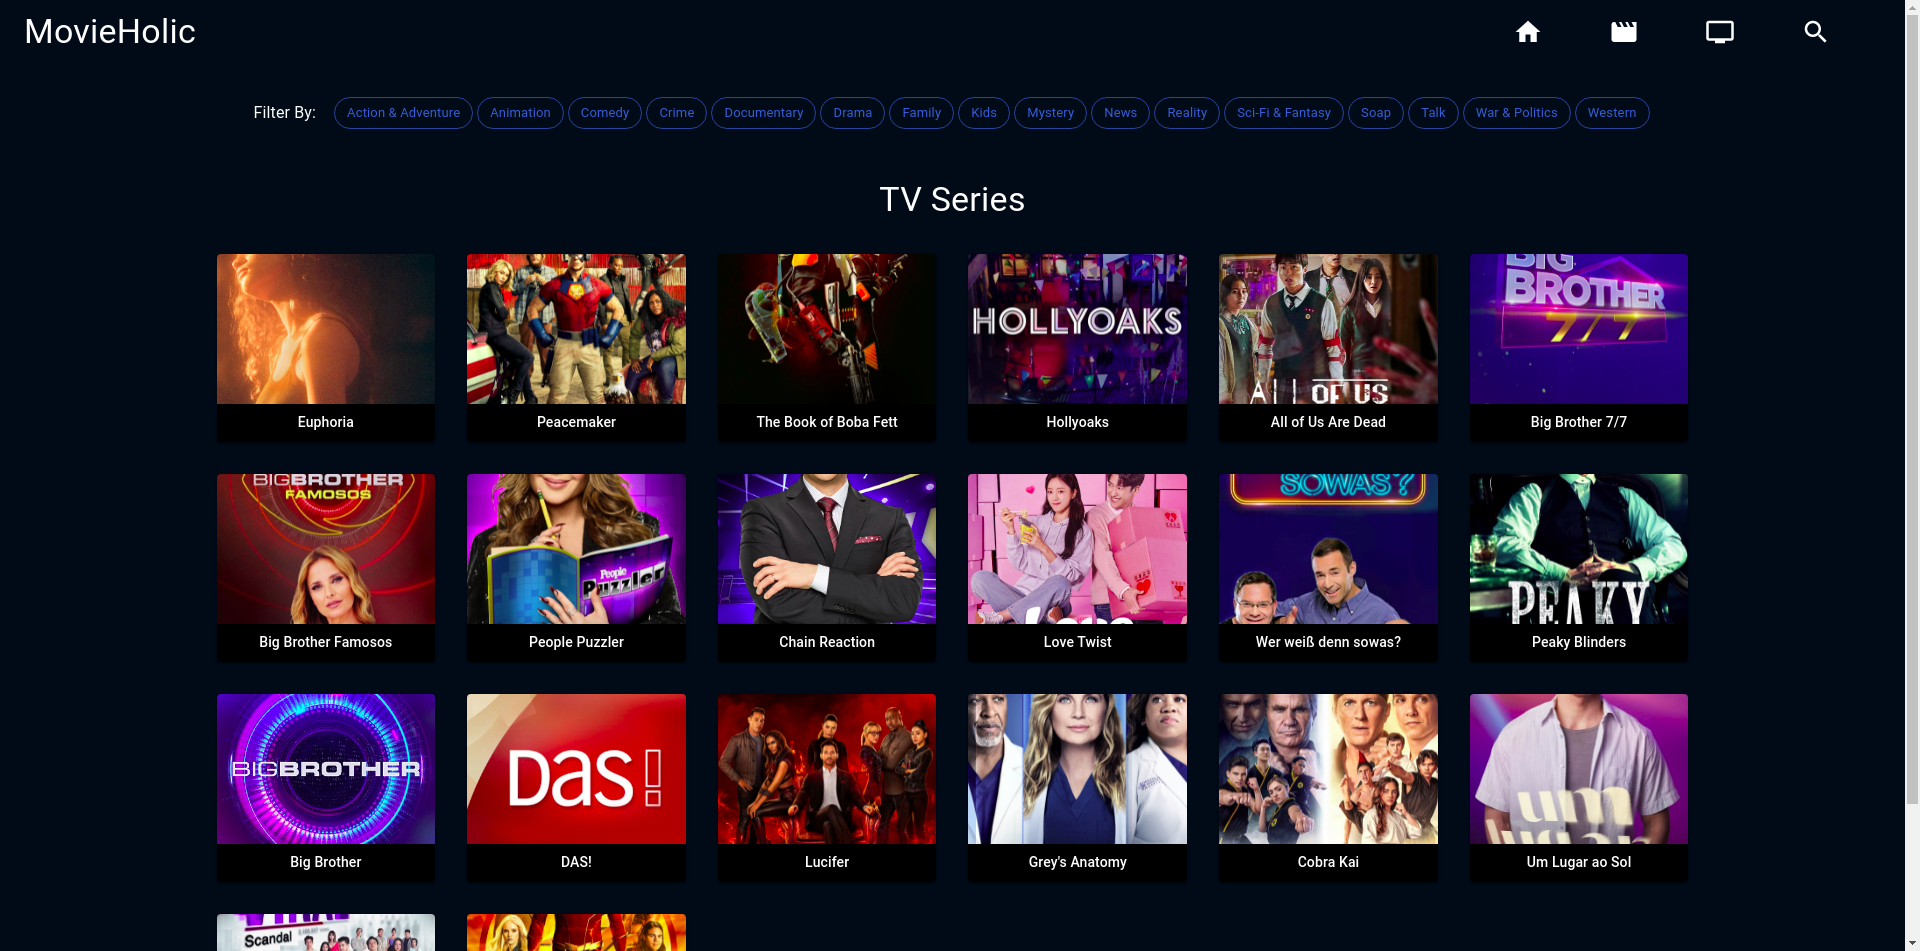 MovieHolic
Filter By: Action & Adventure Animation Comedy Crime Documentary Drama Family Kids Mystery News Reality Sci-Fi & Fantasy Soap Talk War & Politics Western
TV Series
HOLLYOAKS
All OF US
BIG
BROTHER
7/7
Euphoria Peacemaker The Book of Boba Fett Hollyoaks All of Us Are Dead Big Brother 7/7
BIGBROTHER
FAMOSOS
People
Puzzler
SOWAS?
PEAKY
Big Brother Famosos People Puzzler Chain Reaction Love Twist Wer weiß denn sowas? Peaky Blinders
BIGBROTHER
Das!
um
Big Brother DAS! Lucifer Grey's Anatomy Cobra Kai Um Lugar ao Sol
Scandal